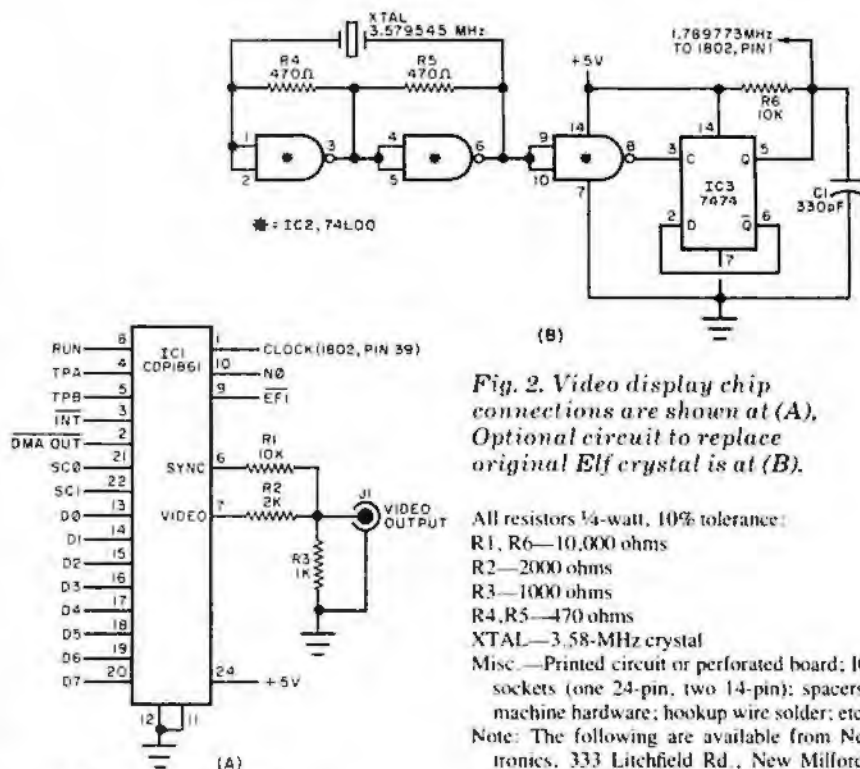 XTAL
3.579545 MHz
R4
470Ω
R5
470Ω
1.789773MHz
TO 1802, PIN1
+5V
R6
10K
1
2
3
4
5
6
9
10
14
7
8
3
C
14
Q
5
IC3
7474
2
D
Q̅
6
7
C1
330pF
✱ = IC2, 74L00
(B)
RUN
8
TPA
4
TPB
5
INT
3
DMA OUT
2
SC0
21
SC1
22
D0
13
D1
14
D2
15
D3
16
D4
17
D5
18
D6
19
D7
20
IC1
CDP1861
1
CLOCK (1802, PIN 39)
10
N0
9
EF1
SYNC
6
R1
10K
VIDEO
7
R2
2K
J1
VIDEO
OUTPUT
R3
1K
24
+5V
12
11
(A)
Fig. 2. Video display chip
connections are shown at (A),
Optional circuit to replace
original Elf crystal is at (B).
All resistors ¼-watt, 10% tolerance:
R1, R6—10,000 ohms
R2—2000 ohms
R3—1000 ohms
R4,R5—470 ohms
XTAL—3.58-MHz crystal
Misc.—Printed circuit or perforated board; IC
sockets (one 24-pin, two 14-pin); spacers
machine hardware; hookup wire solder; etc
Note: The following are available from Ne
tronics, 333 Litchfield Rd., New Milford